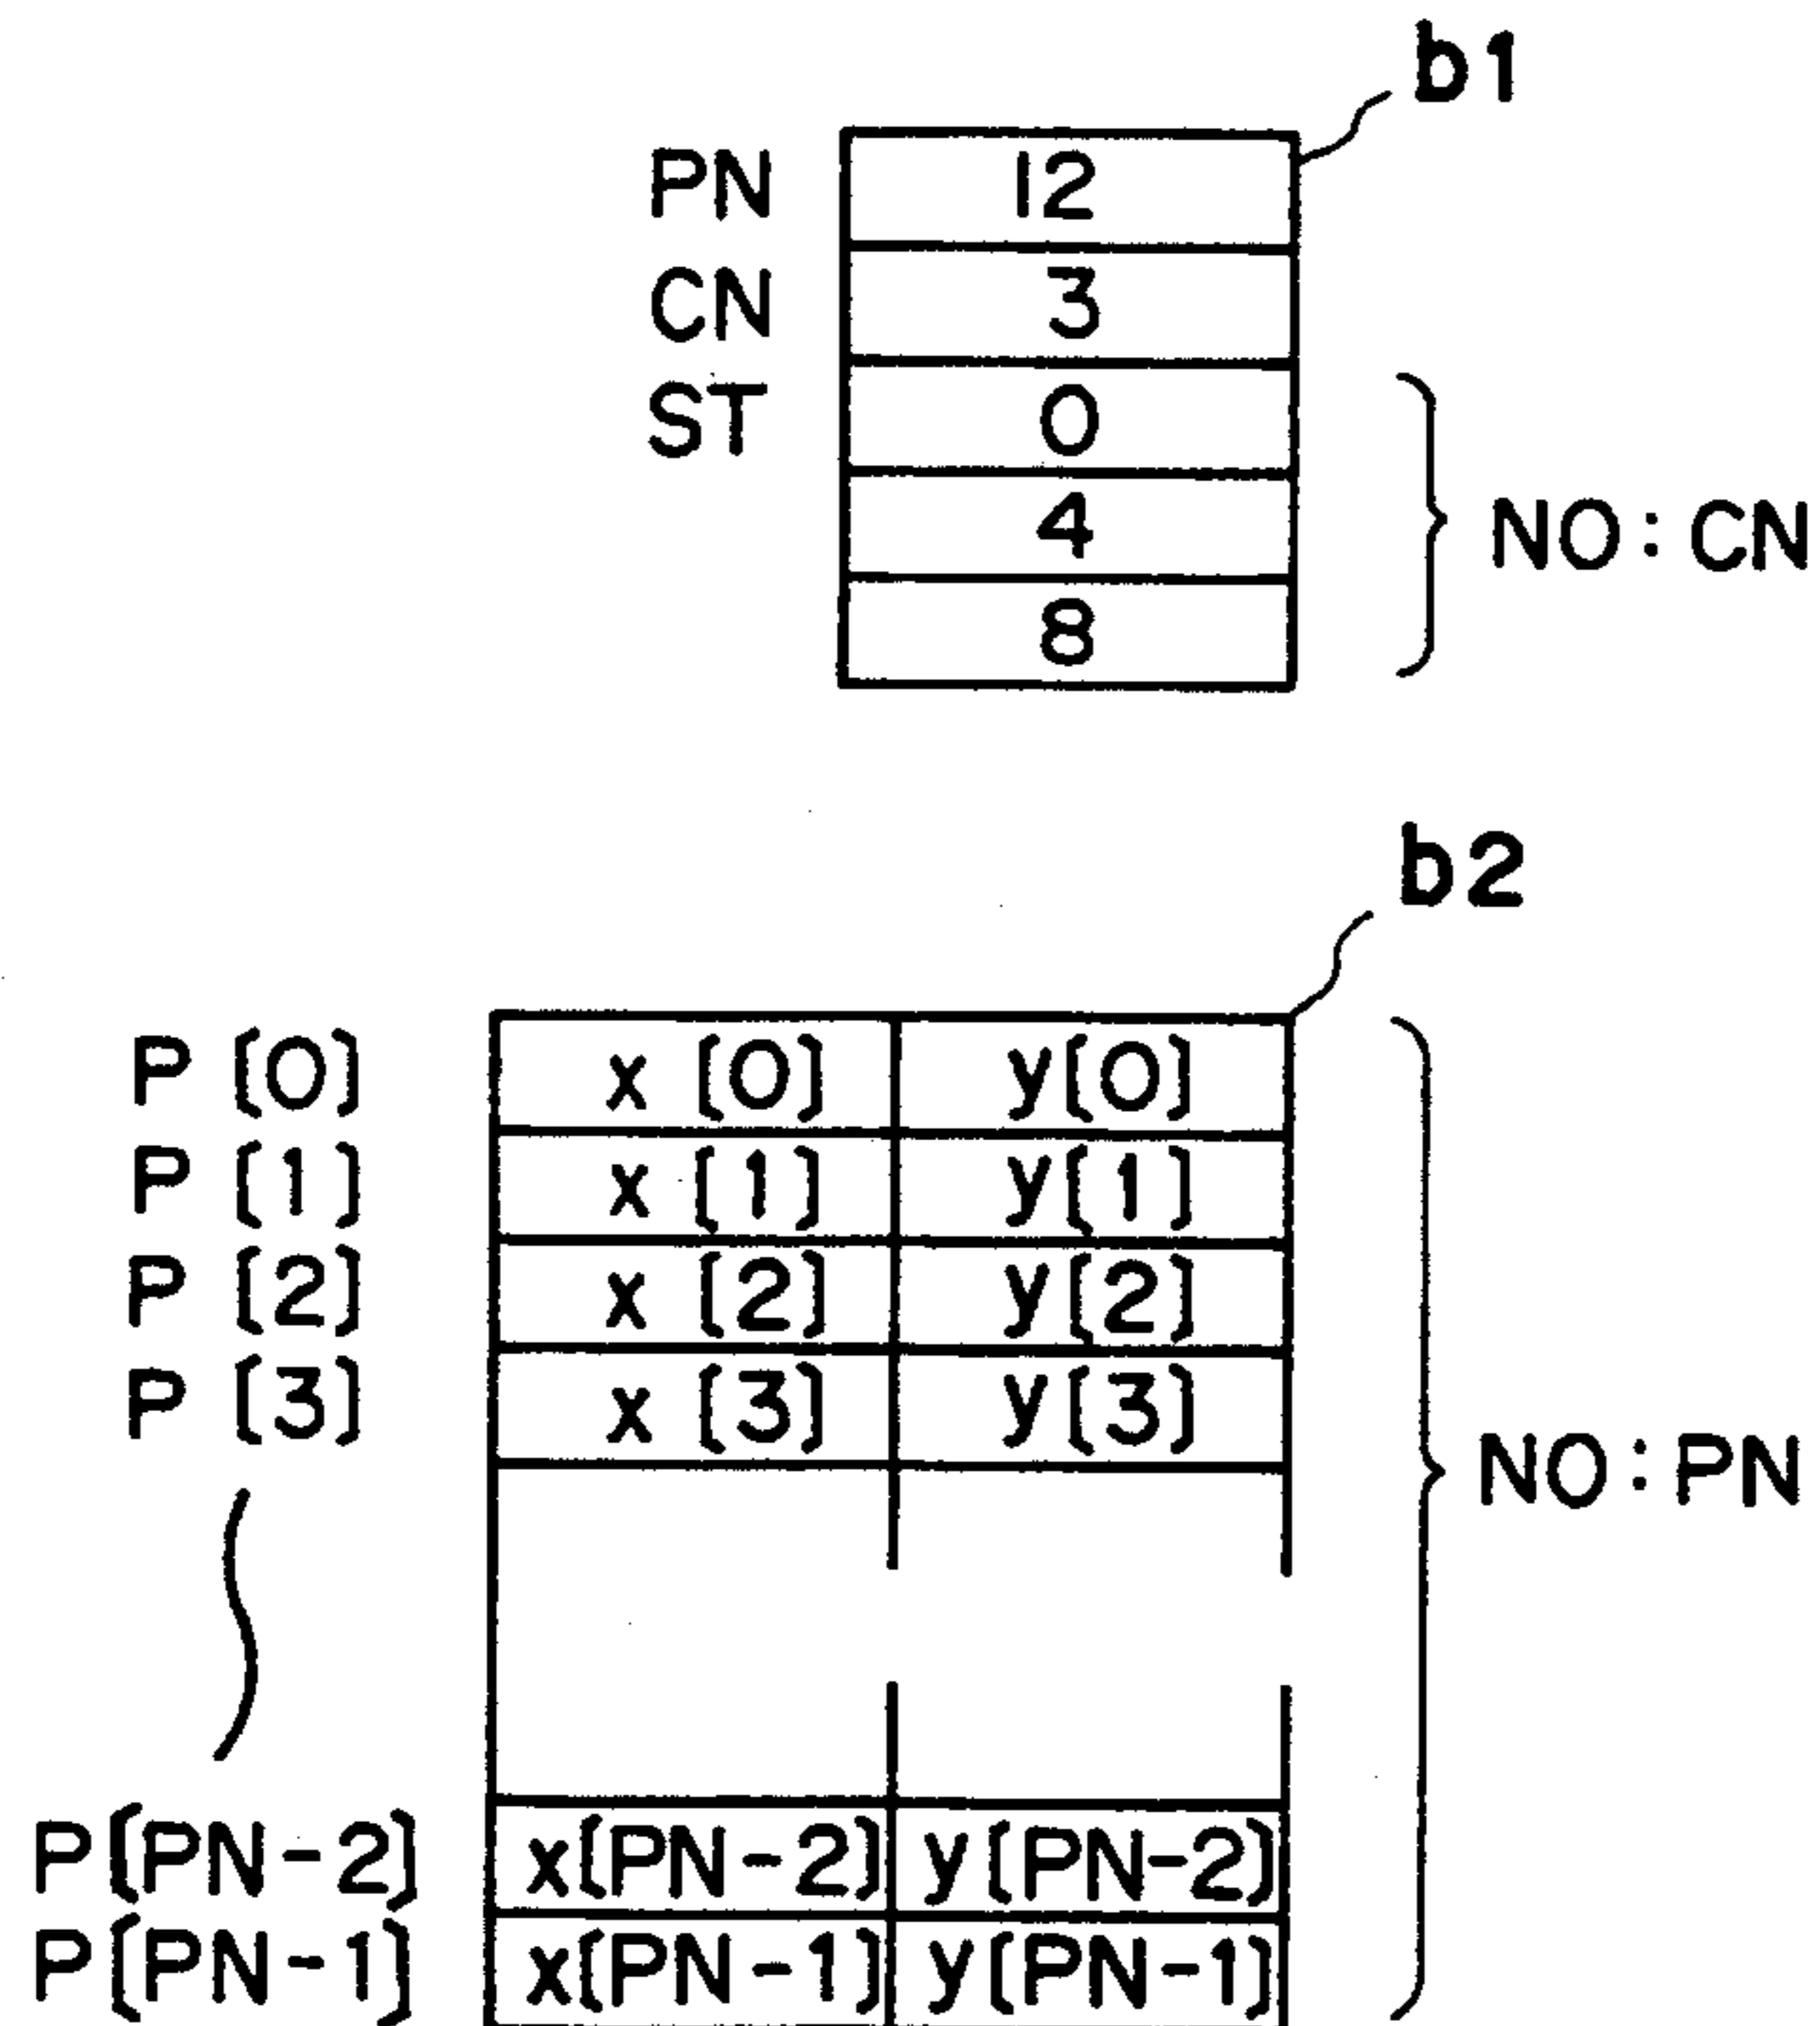 b1
PN 12
CN 3
ST 0
4
8
NO:CN
b2
P[0] x[0] y[0]
P[1] x[1] y[1]
P[2] x[2] y[2]
P[3] x[3] y[3]
NO:PN
P[PN-2] x[PN-2] y[PN-2]
P[PN-1] x[PN-1] y[PN-1]